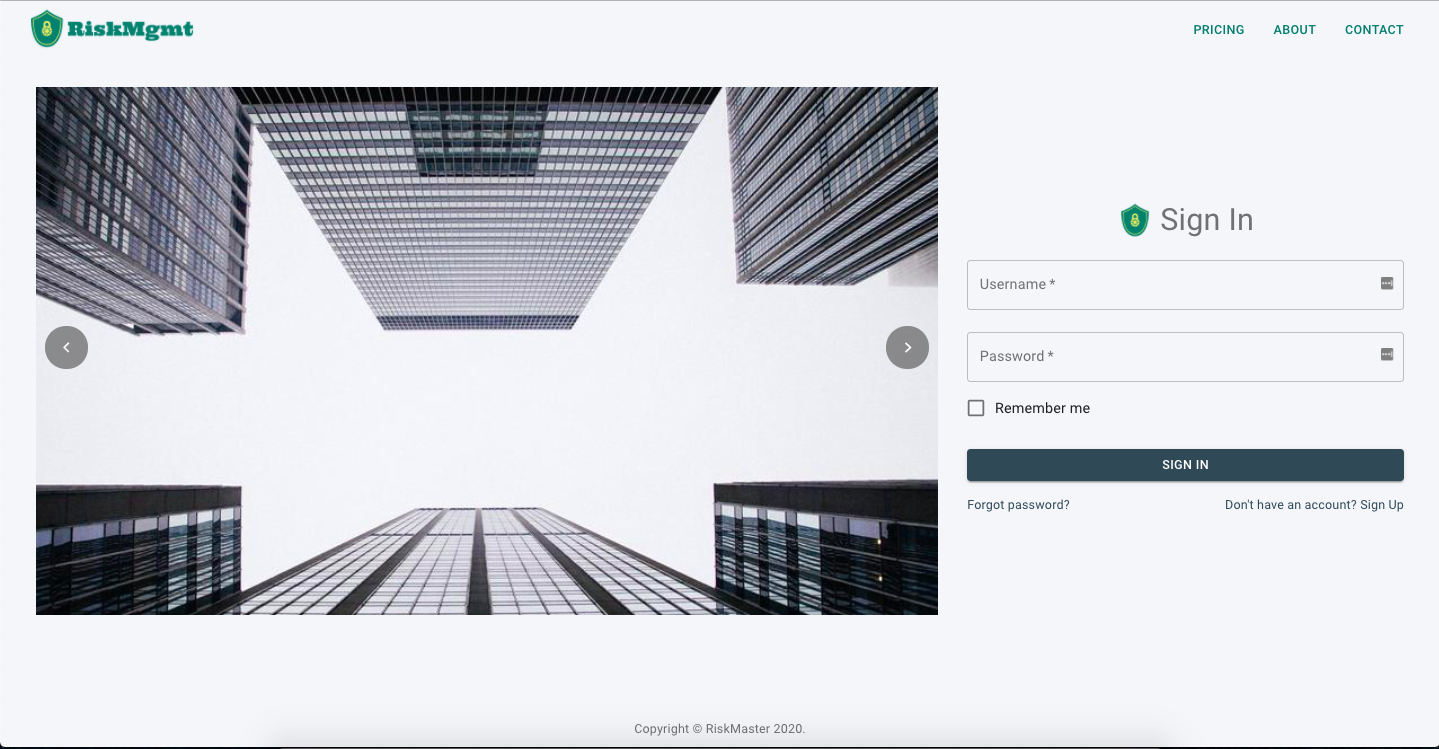 RiskMgmt
PRICING ABOUT CONTACT
Sign In
Username *
Password *
Remember me
SIGN IN
Forgot password? Don't have an account? Sign Up
Copyright © RiskMaster 2020.